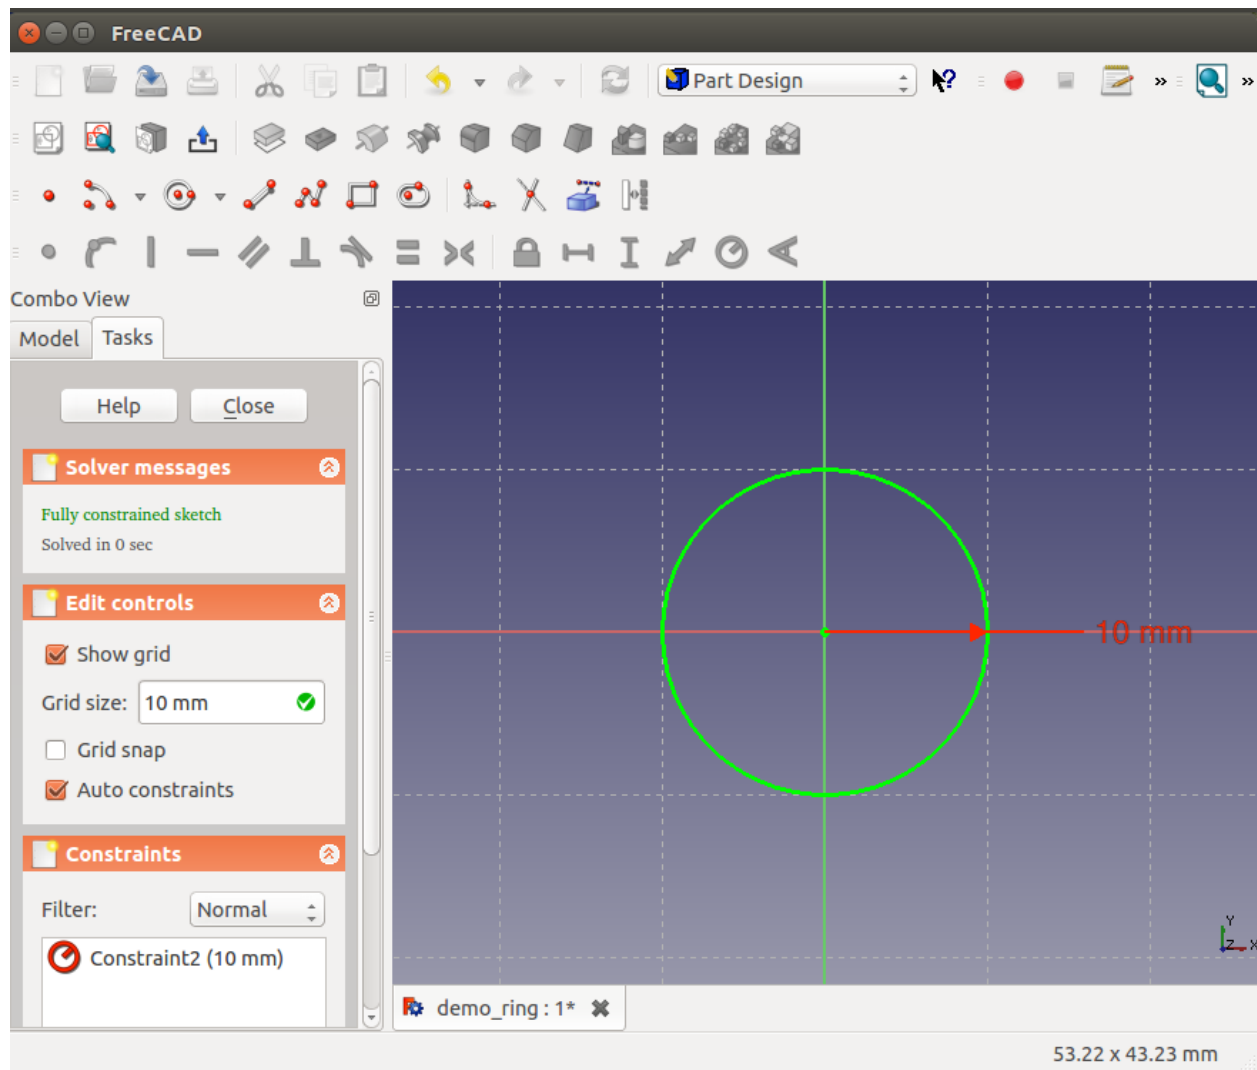 FreeCAD
Part Design
Combo View
Model Tasks
Help Close
Solver messages
Fully constrained sketch
Solved in 0 sec
Edit controls
Show grid
Grid size: 10 mm
Grid snap
Auto constraints
Constraints
Filter: Normal
Constraint2 (10 mm)
10 mm
Y
Z X
demo_ring : 1*
53.22 x 43.23 mm